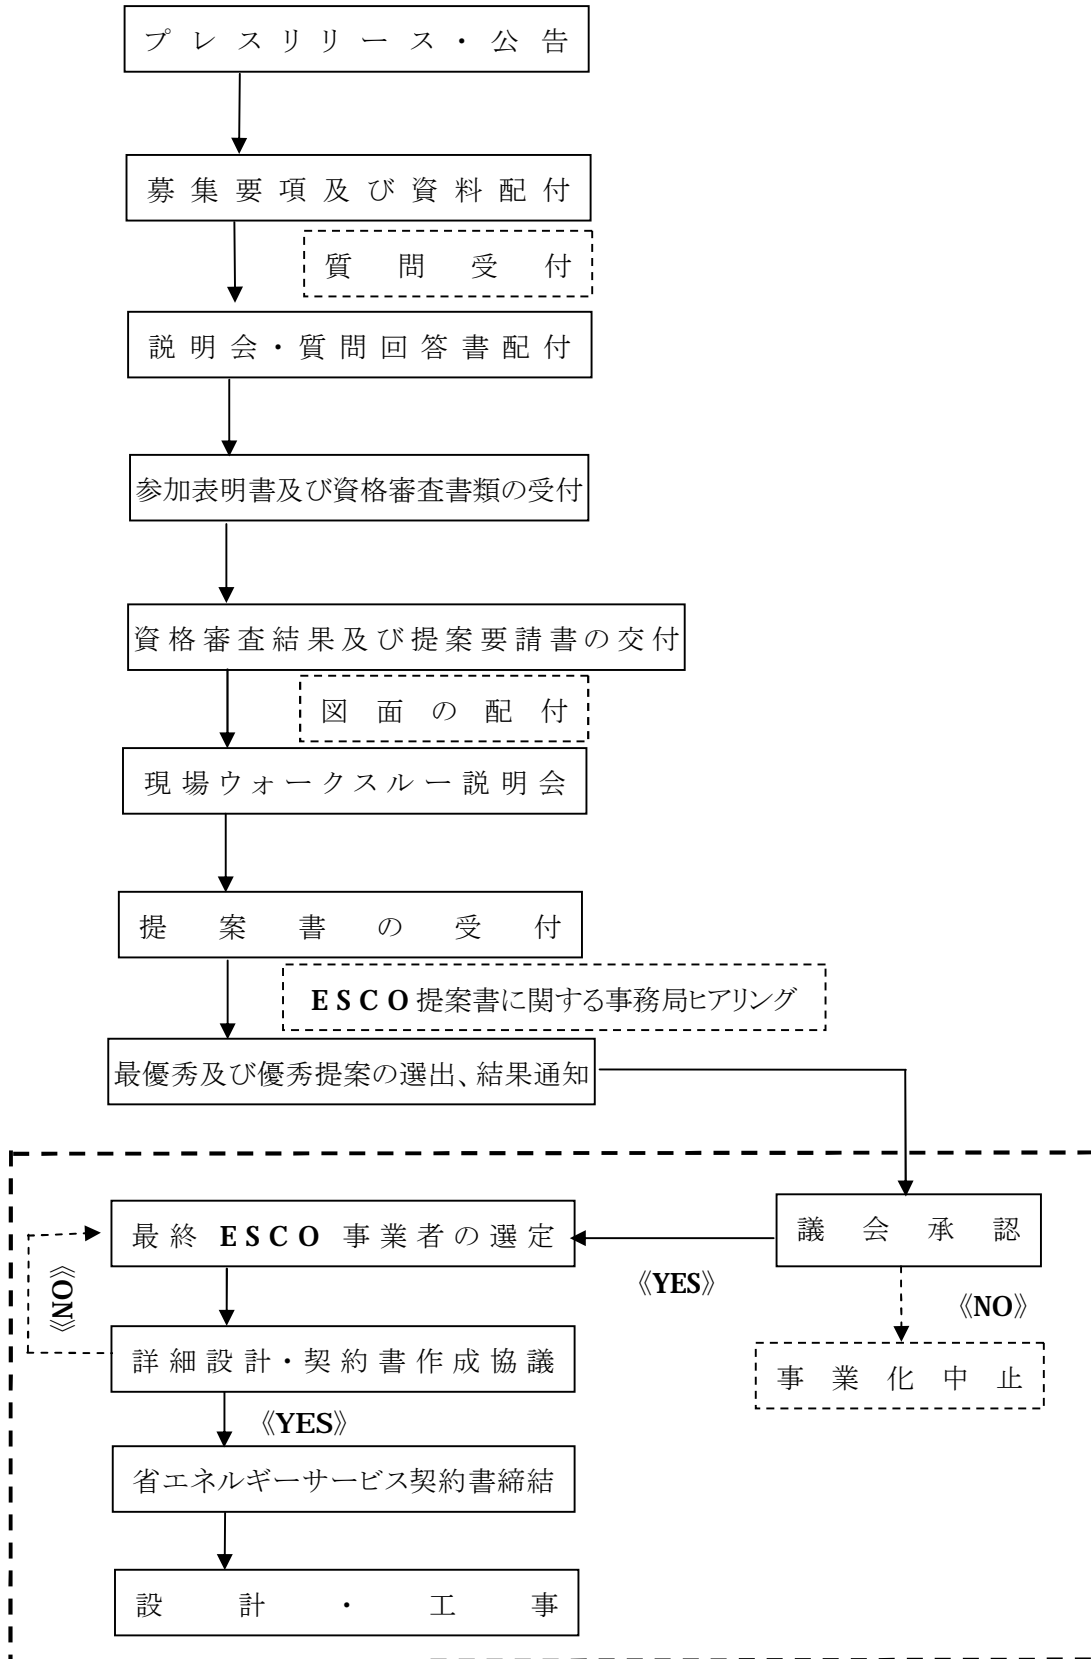 プレスリリース・公告
募集要項及び資料配付
質問受付
説明会・質問回答書配付
参加表明書及び資格審査書類の受付
資格審査結果及び提案要請書の交付
図面の配付
現場ウォークスルー説明会
提案書の受付
ESCO提案書に関する事務局ヒアリング
最優秀及び優秀提案の選出、結果通知
議会承認
最終ESCO事業者の選定
《YES》
《NO》
《NO》
詳細設計・契約書作成協議
事業化中止
《YES》
省エネルギーサービス契約書締結
設計・工事